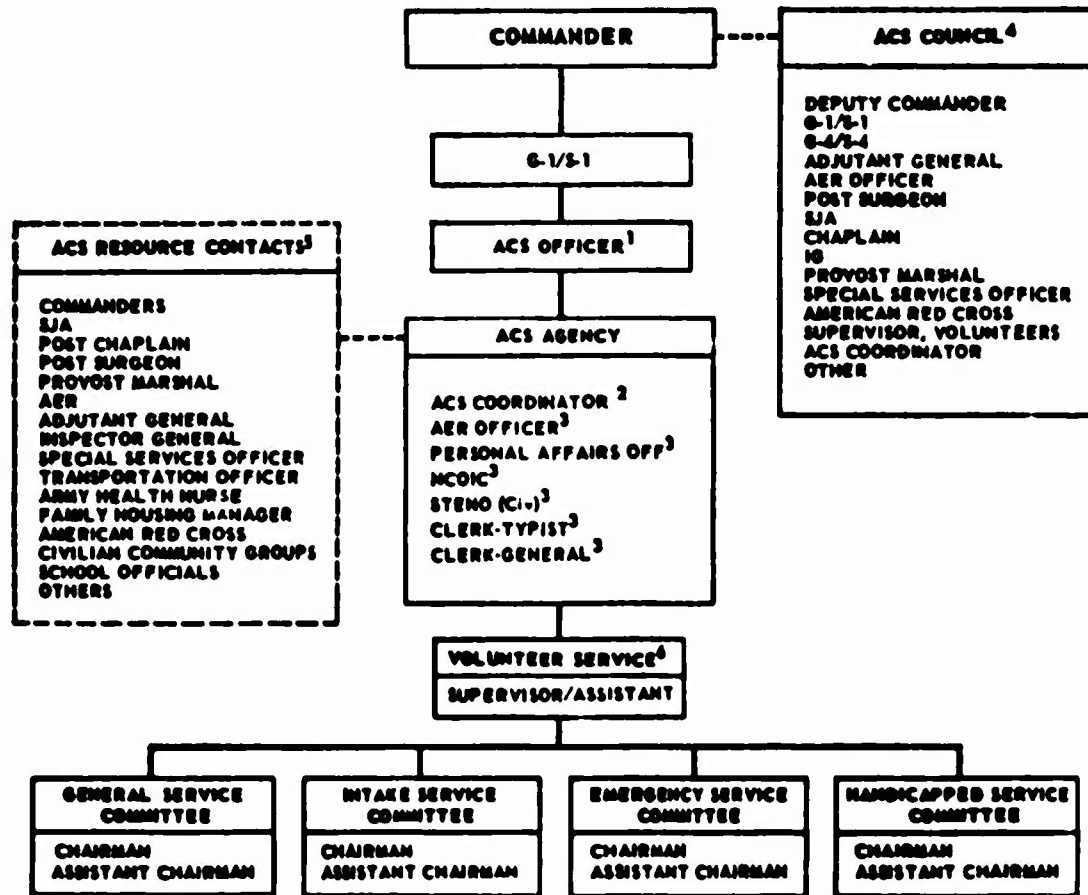 COMMANDER
ACS COUNCIL4
DEPUTY COMMANDER
G-1/S-1
G-4/S-4
ADJUTANT GENERAL
AER OFFICER
POST SURGEON
SJA
CHAPLAIN
IG
PROVOST MARSHAL
SPECIAL SERVICES OFFICER
AMERICAN RED CROSS
SUPERVISOR, VOLUNTEERS
ACS COORDINATOR
OTHER
G-1/S-1
ACS OFFICER1
ACS RESOURCE CONTACTS5
COMMANDERS
SJA
POST CHAPLAIN
POST SURGEON
PROVOST MARSHAL
AER
ADJUTANT GENERAL
INSPECTOR GENERAL
SPECIAL SERVICES OFFICER
TRANSPORTATION OFFICER
ARMY HEALTH NURSE
FAMILY HOUSING MANAGER
AMERICAN RED CROSS
CIVILIAN COMMUNITY GROUPS
SCHOOL OFFICIALS
OTHERS
ACS AGENCY
ACS COORDINATOR 2
AER OFFICER3
PERSONAL AFFAIRS OFF3
NCOIC3
STENO (Civ)3
CLERK-TYPIST3
CLERK-GENERAL3
VOLUNTEER SERVICE6
SUPERVISOR/ASSISTANT
GENERAL SERVICE
COMMITTEE
CHAIRMAN
ASSISTANT CHAIRMAN
INTAKE SERVICE
COMMITTEE
CHAIRMAN
ASSISTANT CHAIRMAN
EMERGENCY SERVICE
COMMITTEE
CHAIRMAN
ASSISTANT CHAIRMAN
HANDICAPPED SERVICE
COMMITTEE
CHAIRMAN
ASSISTANT CHAIRMAN